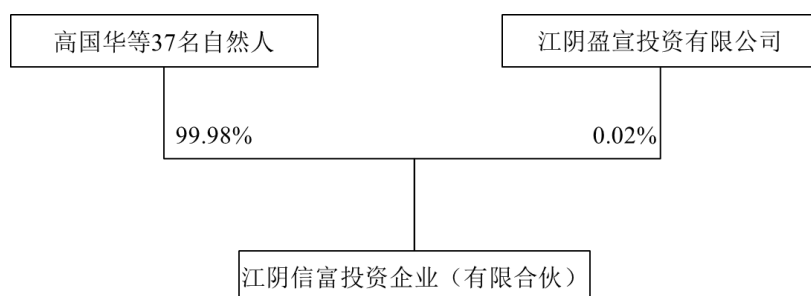 高国华等37名自然人
江阴盈宣投资有限公司
99.98%
0.02%
江阴信富投资企业（有限合伙）